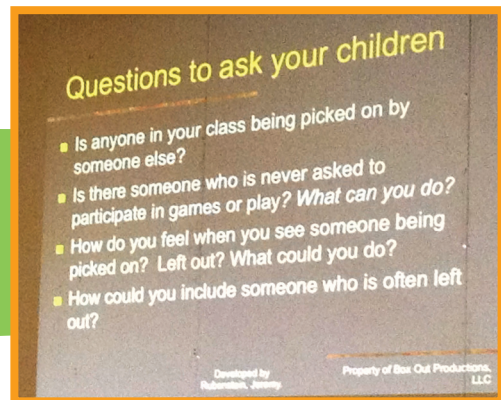 Questions to ask your children
Is anyone in your class being picked on by
someone else?
Is there someone who is never asked to
participate in games or play? What can you do?
How do you feel when you see someone being
picked on? Left out? What could you do?
How could you include someone who is often left
out?
Developed by
Rubenstein, Jeremy
Property of Box Out Productions,
LLC